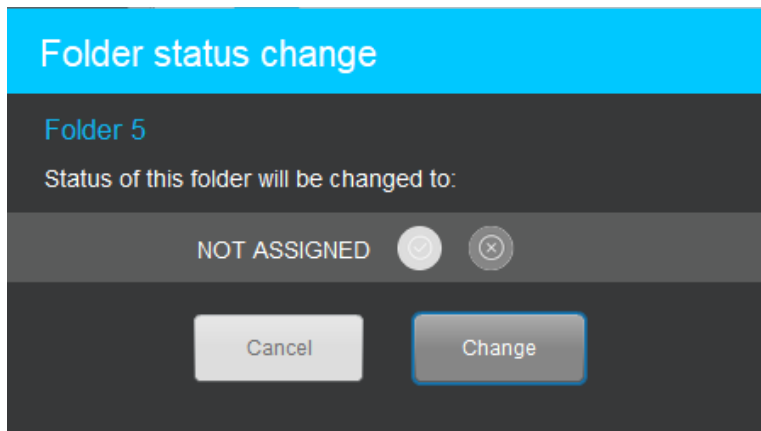 Folder status change
Folder 5
Status of this folder will be changed to:
NOT ASSIGNED
Cancel
Change